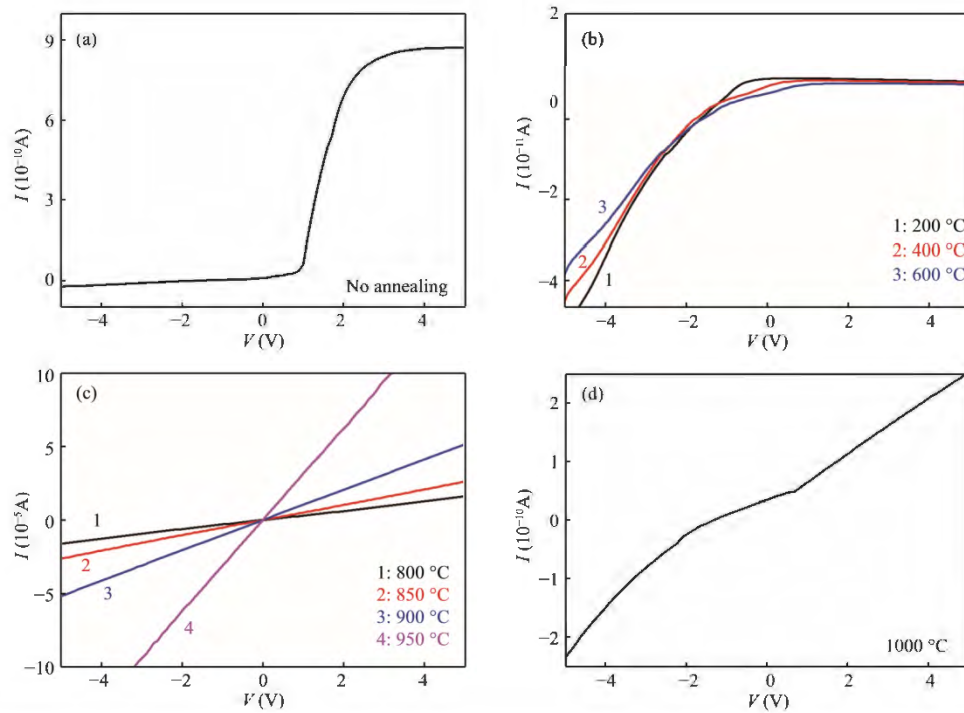 (a)
I (10⁻¹⁰A)
9
6
3
0
−4 −2 0 2 4
V (V)
No annealing
(b)
I (10⁻¹¹A)
2
0
−2
−4
−4 −2 0 2 4
V (V)
3
2
1
1: 200 °C
2: 400 °C
3: 600 °C
(c)
I (10⁻⁵A)
10
5
0
−5
−10
−4 −2 0 2 4
V (V)
1
2
3
4
1: 800 °C
2: 850 °C
3: 900 °C
4: 950 °C
(d)
I (10⁻¹⁰A)
2
1
0
−1
−2
−4 −2 0 2 4
V (V)
1000 °C